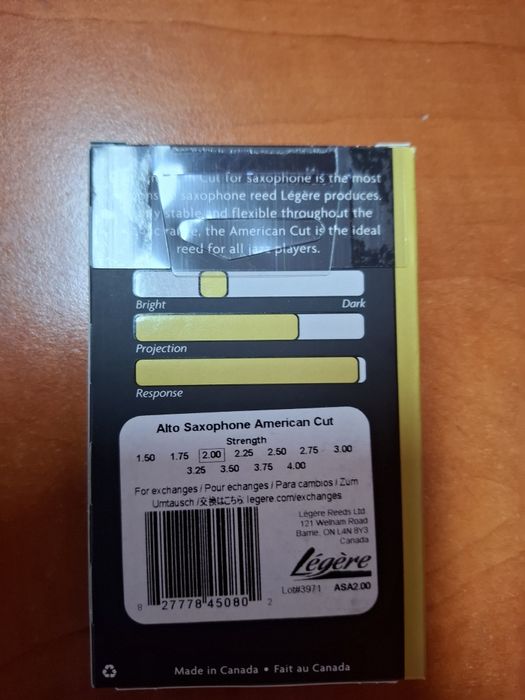 Cut for saxophone is the most
saxophone reed Légère produces.
stable and flexible throughout the
the American Cut is the ideal
reed for all jazz players.
Bright Dark
Projection
Response
Alto Saxophone American Cut
Strength
1.50 1.75 2.00 2.25 2.50 2.75 3.00
3.25 3.50 3.75 4.00
For exchanges / Pour échanges / Para cambios / Zum
Umtausch /交換はこちら legere.com/exchanges
Légère Reeds Ltd.
121 Welham Road
Barrie, ON L4N 8Y3
Canada
Légère
Lot#3971 ASA2.00
8 27778 45080 2
Made in Canada • Fait au Canada